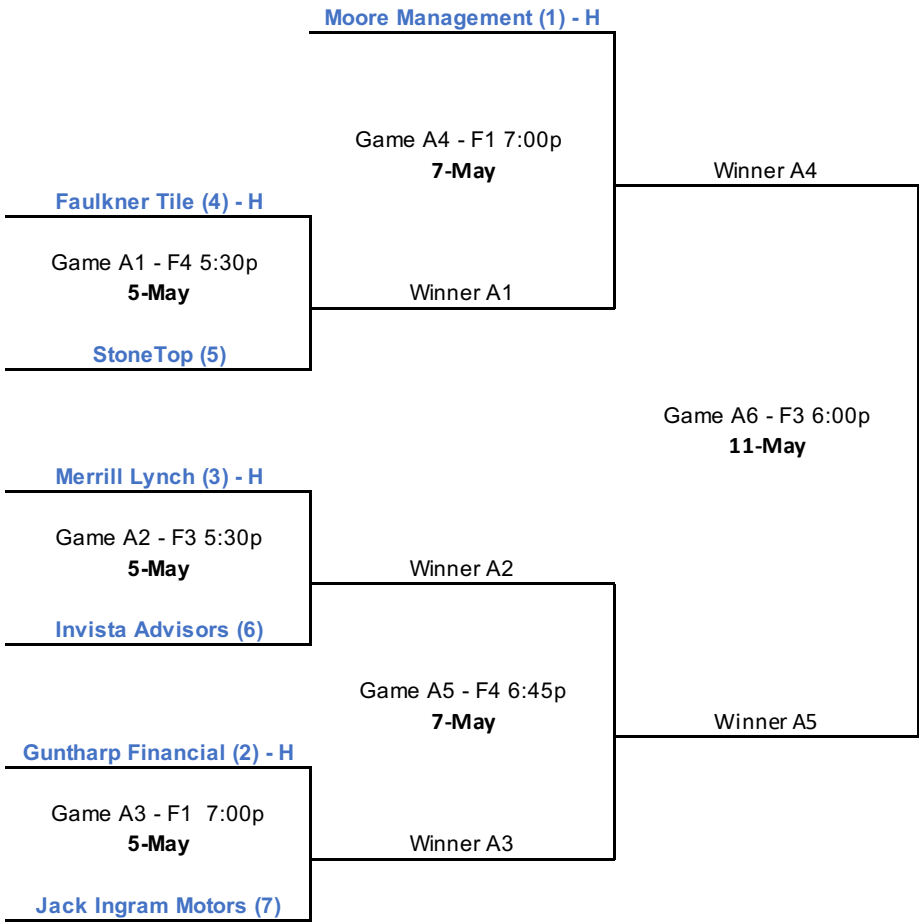 Moore Management (1) - H
Game A4 - F1 7:00p
7-May
Winner A4
Faulkner Tile (4) - H
Game A1 - F4 5:30p
5-May
Winner A1
StoneTop (5)
Game A6 - F3 6:00p
11-May
Merrill Lynch (3) - H
Game A2 - F3 5:30p
5-May
Winner A2
Invista Advisors (6)
Game A5 - F4 6:45p
7-May
Winner A5
Guntharp Financial (2) - H
Game A3 - F1  7:00p
5-May
Winner A3
Jack Ingram Motors (7)